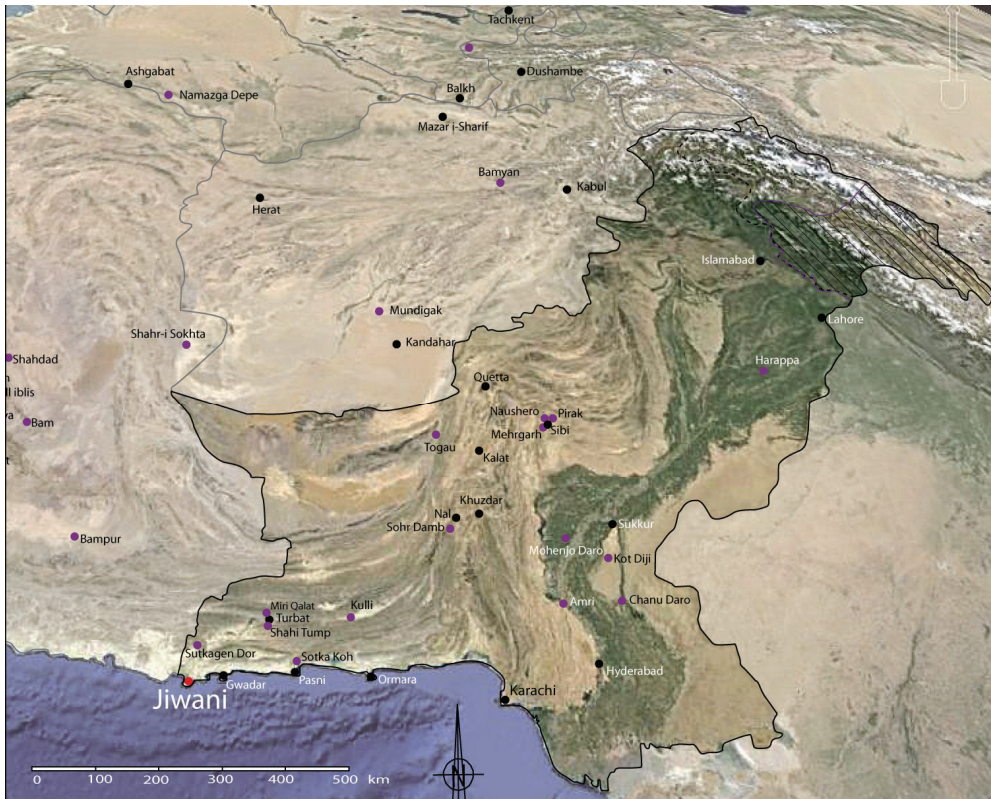 Tachkent
Dushambe
Ashgabat
Namazga Depe
Balkh
Mazar i-Sharif
Bamyan
Kabul
Herat
Islamabad
Mundigak
Lahore
Shahr-i Sokhta
Kandahar
Shahdad
Harappa
Quetta
ll iblis
Naushero
Pirak
Bam
Mehrgarh
Sibi
Togau
Kalat
Khuzdar
Nal
Sohr Damb
Sukkur
Bampur
MohenJo Daro
Kot Diji
Miri Qalat
Kulli
Amri
Chanu Daro
Turbat
Shahi Tump
Sutkagen Dor
Sotka Koh
Hyderabad
Gwadar
Pasni
Ormara
Jiwani
Karachi
0 100 200 300 400 500 km
N